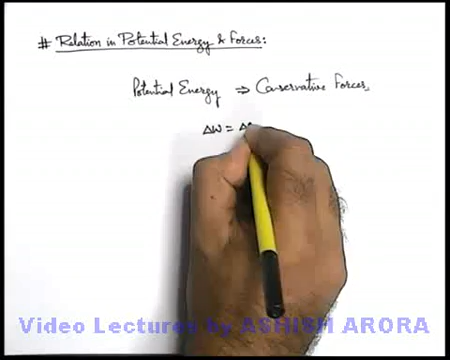 # Relation in Potential Energy & Forces:
Potential Energy ⇒ Conservative Forces,
ΔW = Δ
Video Lectures by ASHISH ARORA